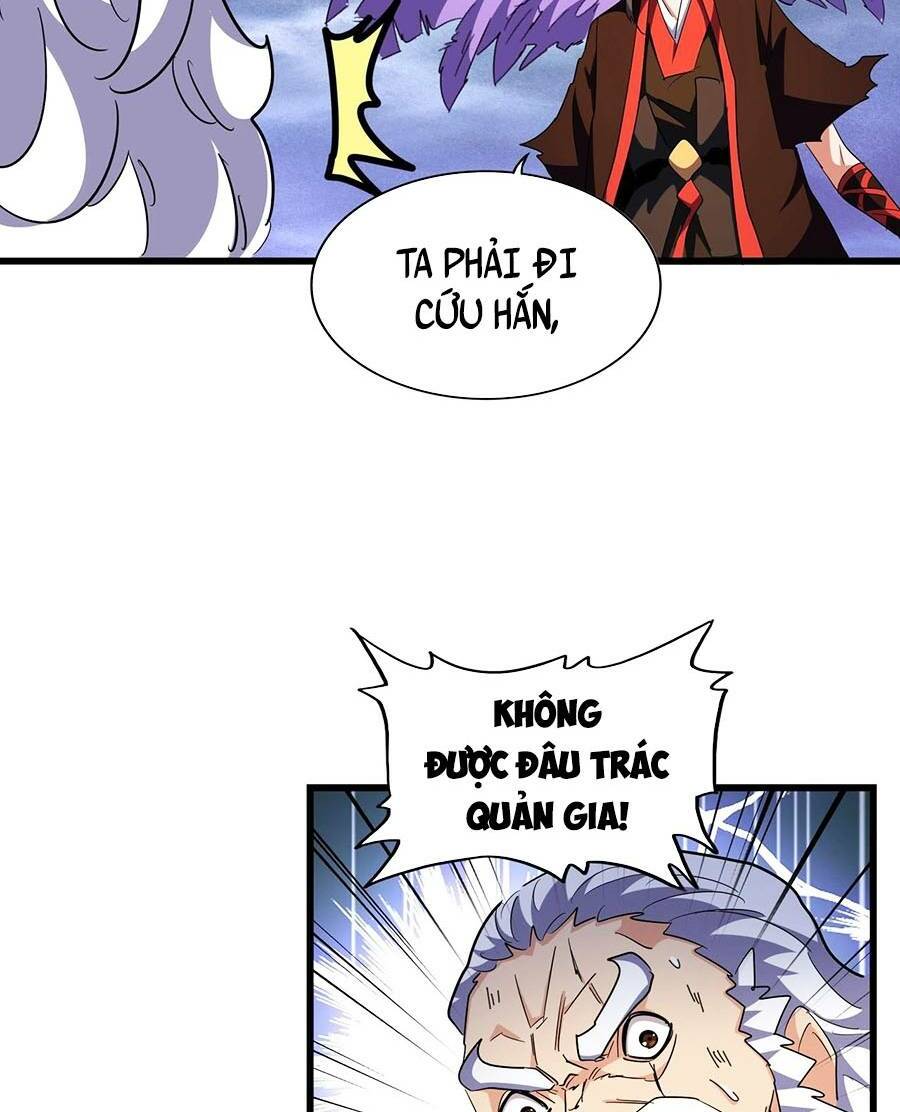 TA PHẢI ĐI
CỨU HẮN,
KHÔNG
ĐƯỢC ĐÂU TRÁC
QUẢN GIA!